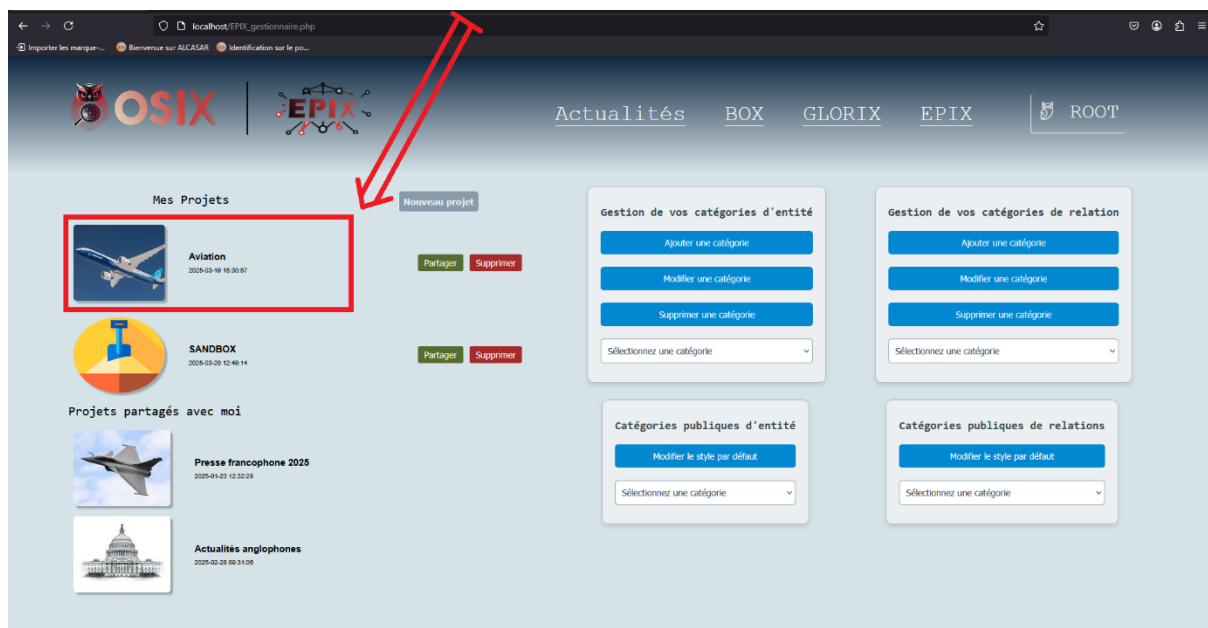 localhost/EPIX_gestionnaire.php
Importer les marque-... Bienvenue sur ALCASAR Identification sur le po...
OSIX EPIX Actualités BOX GLORIX EPIX ROOT
Mes Projets
Nouveau projet
Aviation
2025-03-19 15:30:57
Partager Supprimer
SANDBOX
2025-03-20 12:49:14
Partager Supprimer
Projets partagés avec moi
Presse francophone 2025
2025-01-23 12:32:28
Actualités anglophones
2025-02-28 09:31:06
Gestion de vos catégories d'entité
Ajouter une catégorie
Modifier une catégorie
Supprimer une catégorie
Sélectionnez une catégorie
Gestion de vos catégories de relation
Ajouter une catégorie
Modifier une catégorie
Supprimer une catégorie
Sélectionnez une catégorie
Catégories publiques d'entité
Modifier le style par défaut
Sélectionnez une catégorie
Catégories publiques de relations
Modifier le style par défaut
Sélectionnez une catégorie